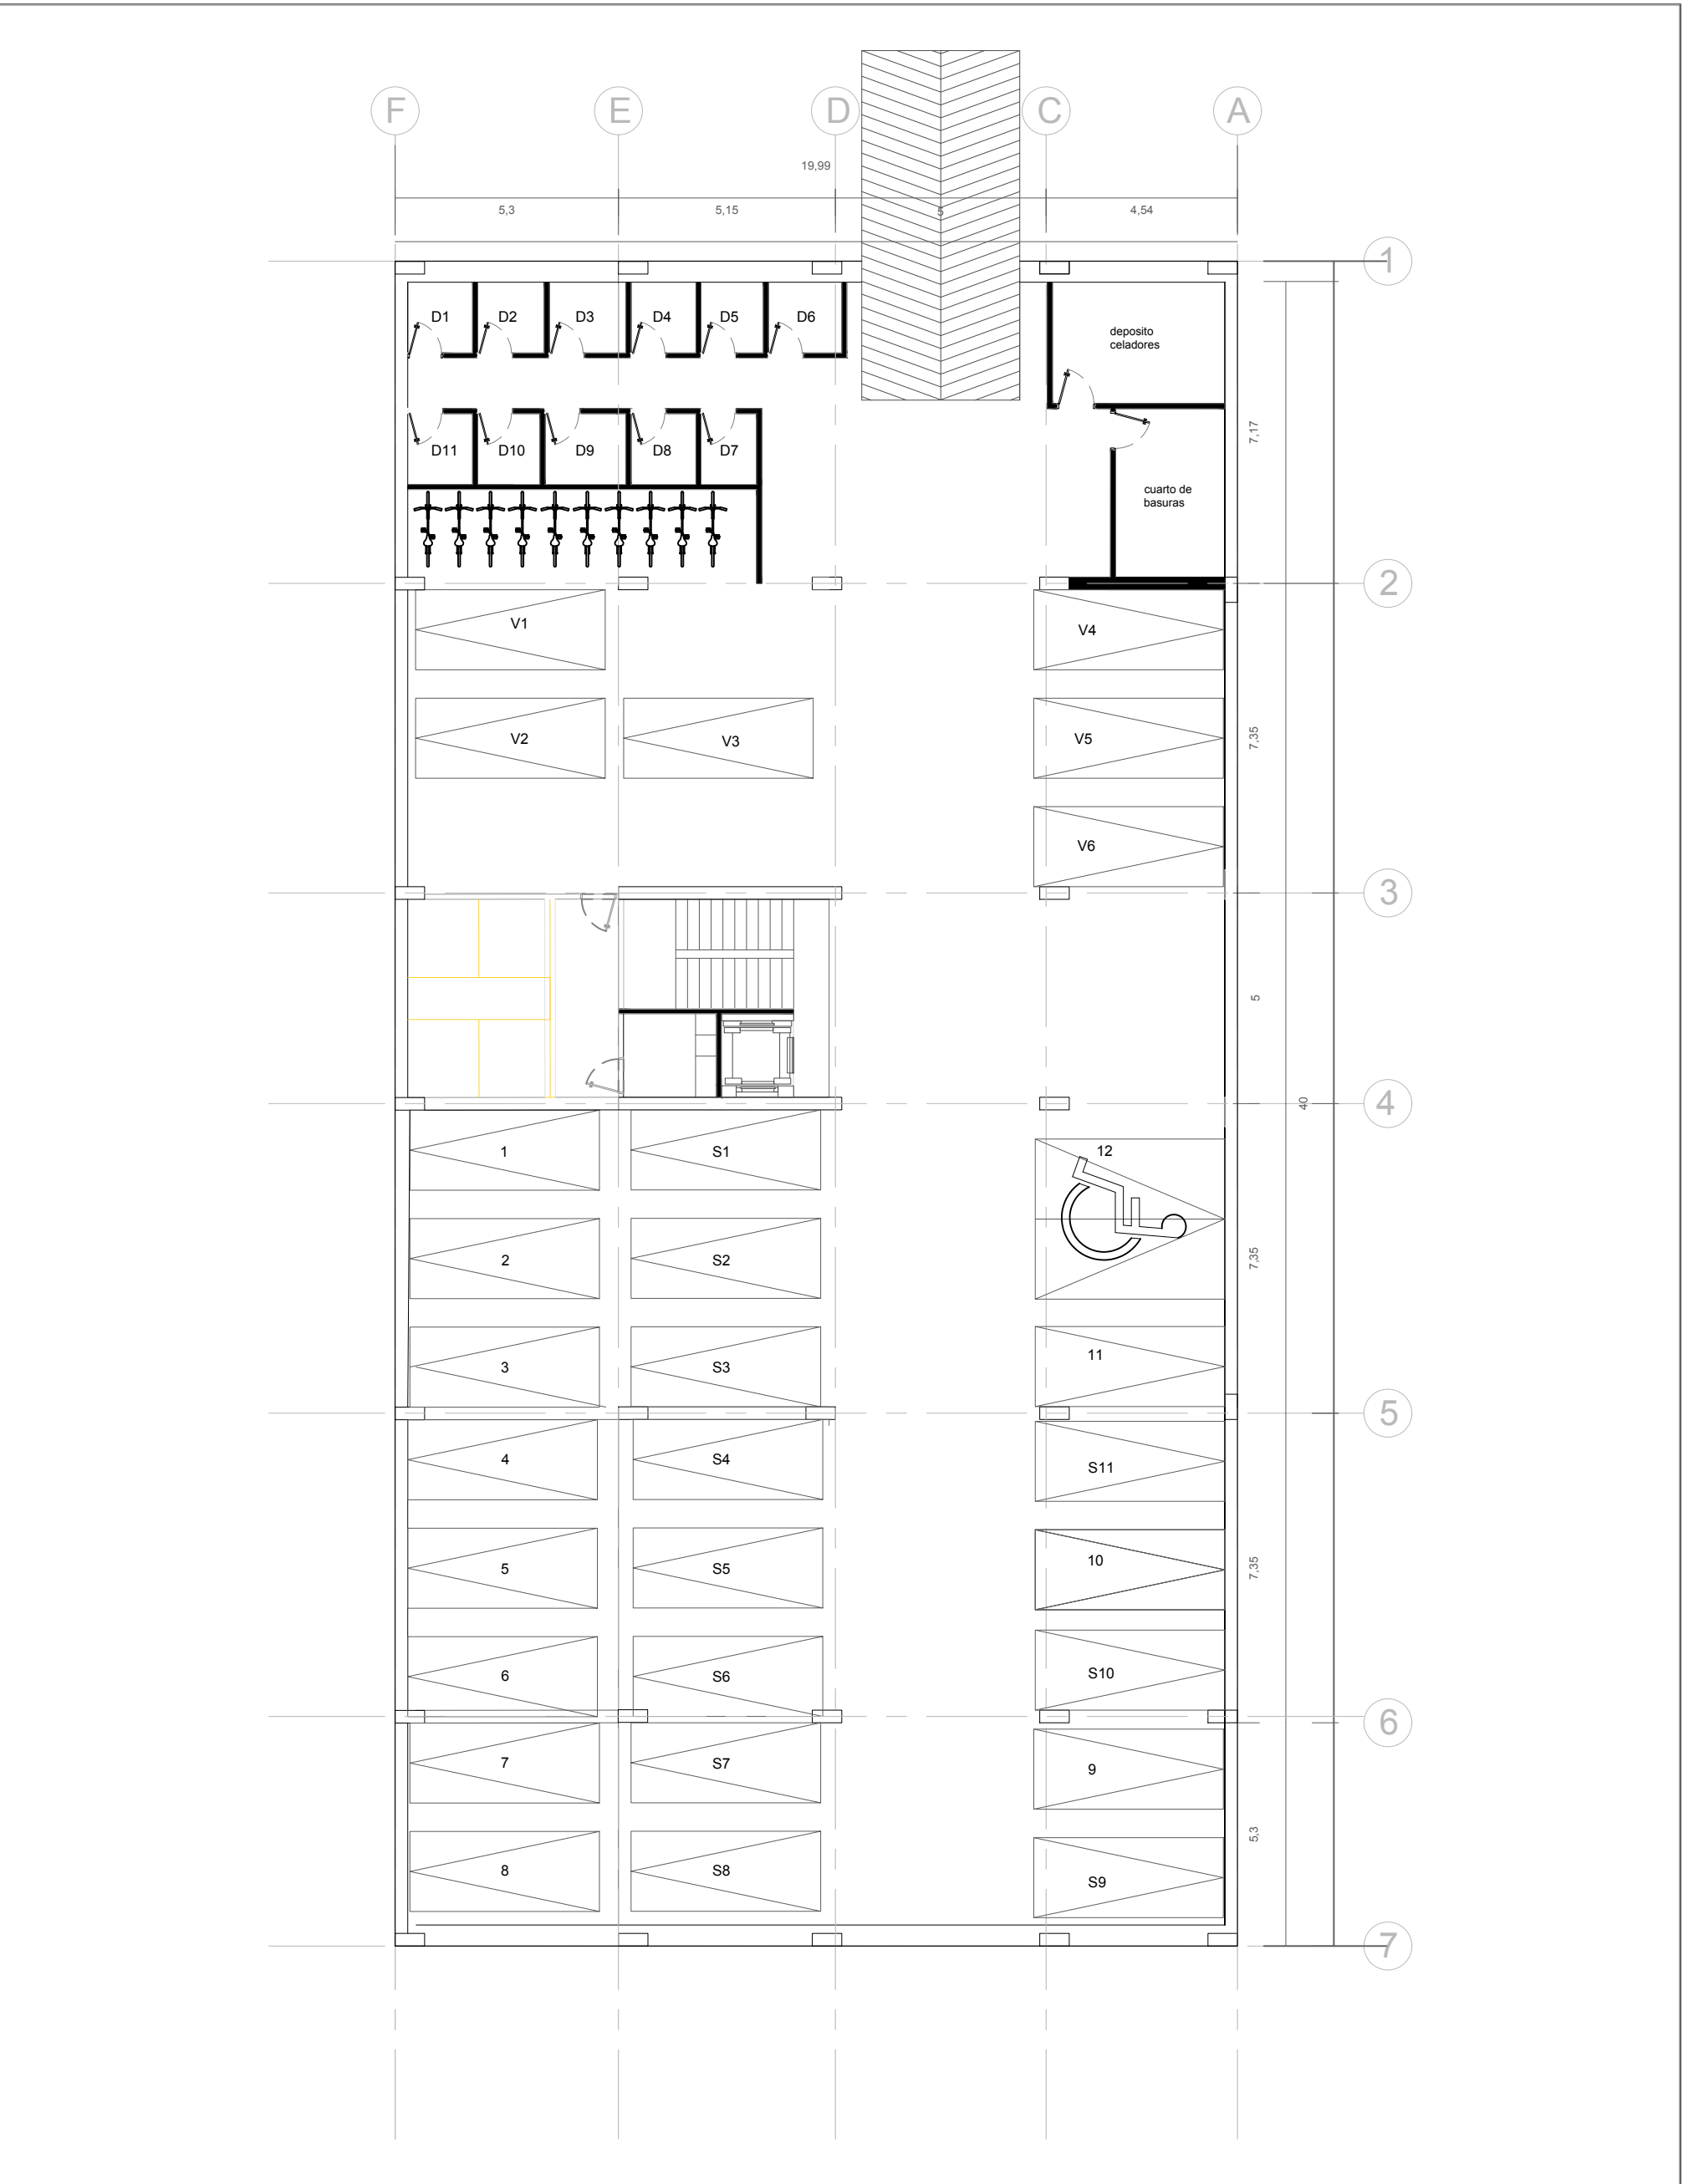 F
E
D
C
A
19,99
5,3
5,15
5
4,54
1
D1
D2
D3
D4
D5
D6
deposito
celadores
D11
D10
D9
D8
D7
7,17
cuarto de
basuras
2
V1
V4
V2
V3
V5
7,35
V6
3
5
4
40
1
S1
12
2
S2
7,35
3
S3
11
5
4
S4
S11
5
S5
10
7,35
6
S6
S10
6
7
S7
9
5,3
8
S8
S9
7